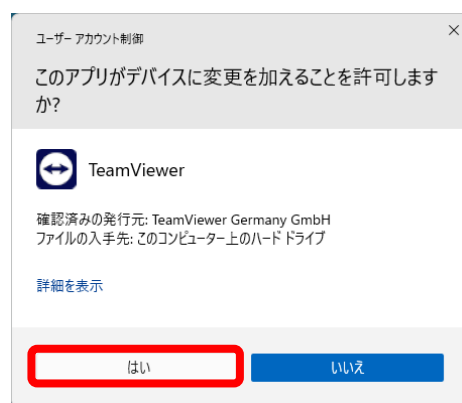 ユーザー アカウント制御
このアプリがデバイスに変更を加えることを許可します
か?
TeamViewer
確認済みの発行元: TeamViewer Germany GmbH
ファイルの入手先: このコンピューター上のハード ドライブ
詳細を表示
はい
いいえ